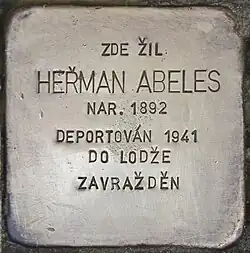 ZDE ŽIL
HEŘMAN ABELES
NAR. 1892
DEPORTOVÁN 1941
DO LODŽE
ZAVRAŽDĚN